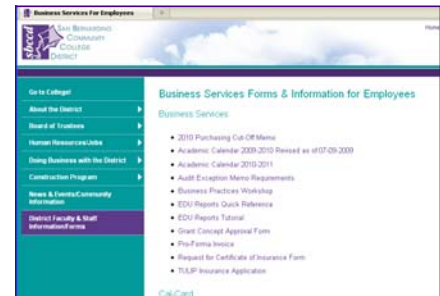 Business Services For Employees
sbccd
SAN BERNARDINO
COMMUNITY
COLLEGE
DISTRICT
Home
Go to College!
About the District
Board of Trustees
Human Resources/Jobs
Doing Business with the District
Construction Program
News & Events/Community
Information
District Faculty & Staff
Information/Forms
Business Services Forms & Information for Employees
Business Services
2010 Purchasing Cut-Off Memo
Academic Calendar 2009-2010 Revised as of 07-09-2009
Academic Calendar 2010-2011
Audit Exception Memo Requirements
Business Practices Workshop
EDU Reports Quick Reference
EDU Reports Tutorial
Grant Concept Approval Form
Pro-Forma Invoice
Request for Certificate of Insurance Form
TULIP Insurance Application
Cal-Card